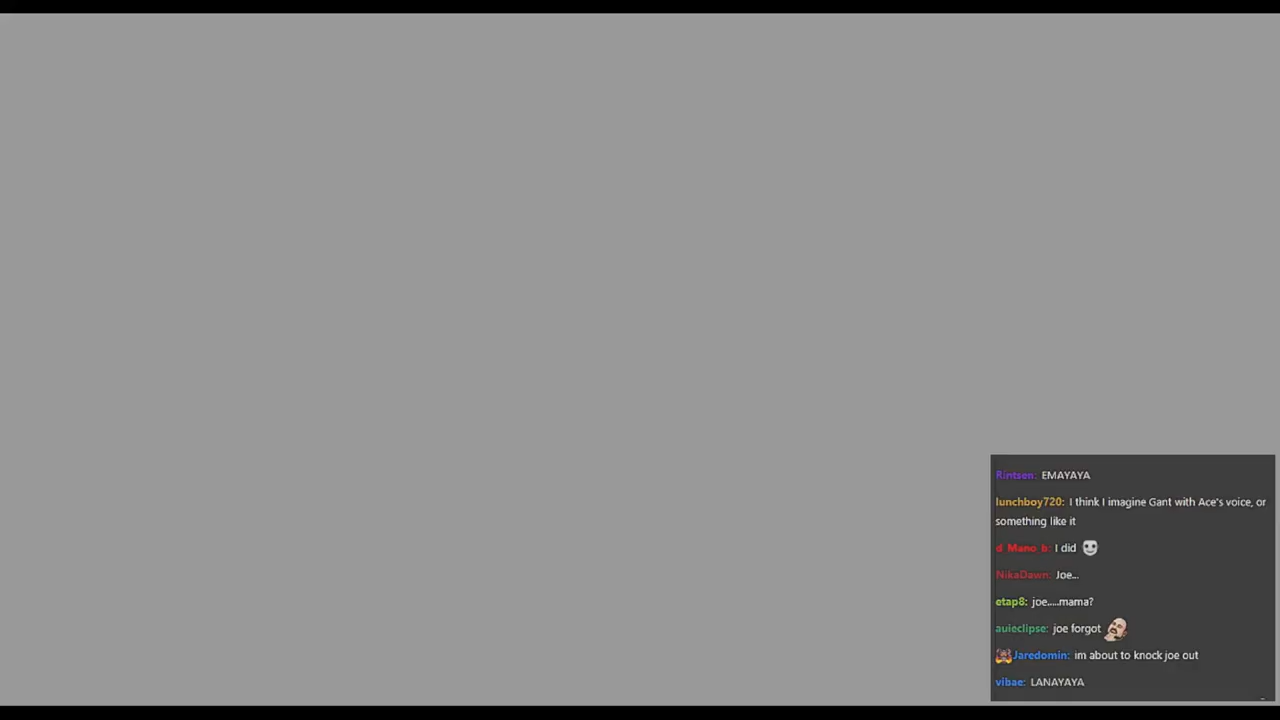 Rintsen: EMAYAYA
lunchboy720: I think I imagine Gant with Ace's voice, or
something like it
d_Mano_b: I did
NikaDawn: Joe...
etap8: joe.....mama?
auieclipse: joe forgot
Jaredomin: im about to knock joe out
vibae: LANAYAYA